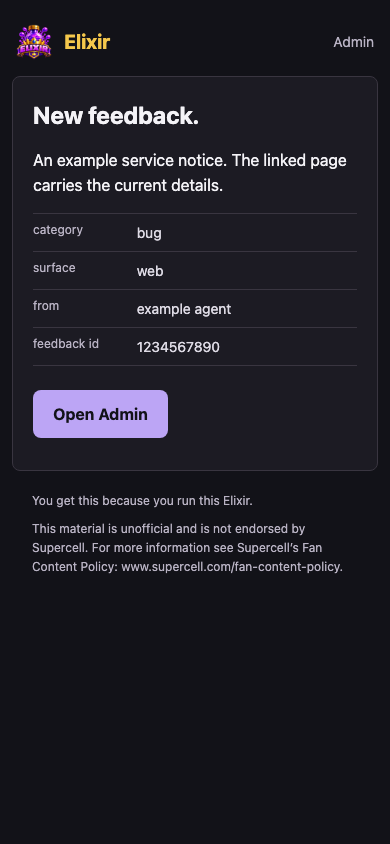 ELIXIR
Elixir
Admin
New feedback.
An example service notice. The linked page
carries the current details.
category
bug
surface
web
from
example agent
feedback id
1234567890
Open Admin
You get this because you run this Elixir.
This material is unofficial and is not endorsed by
Supercell. For more information see Supercell's Fan
Content Policy: www.supercell.com/fan-content-policy.